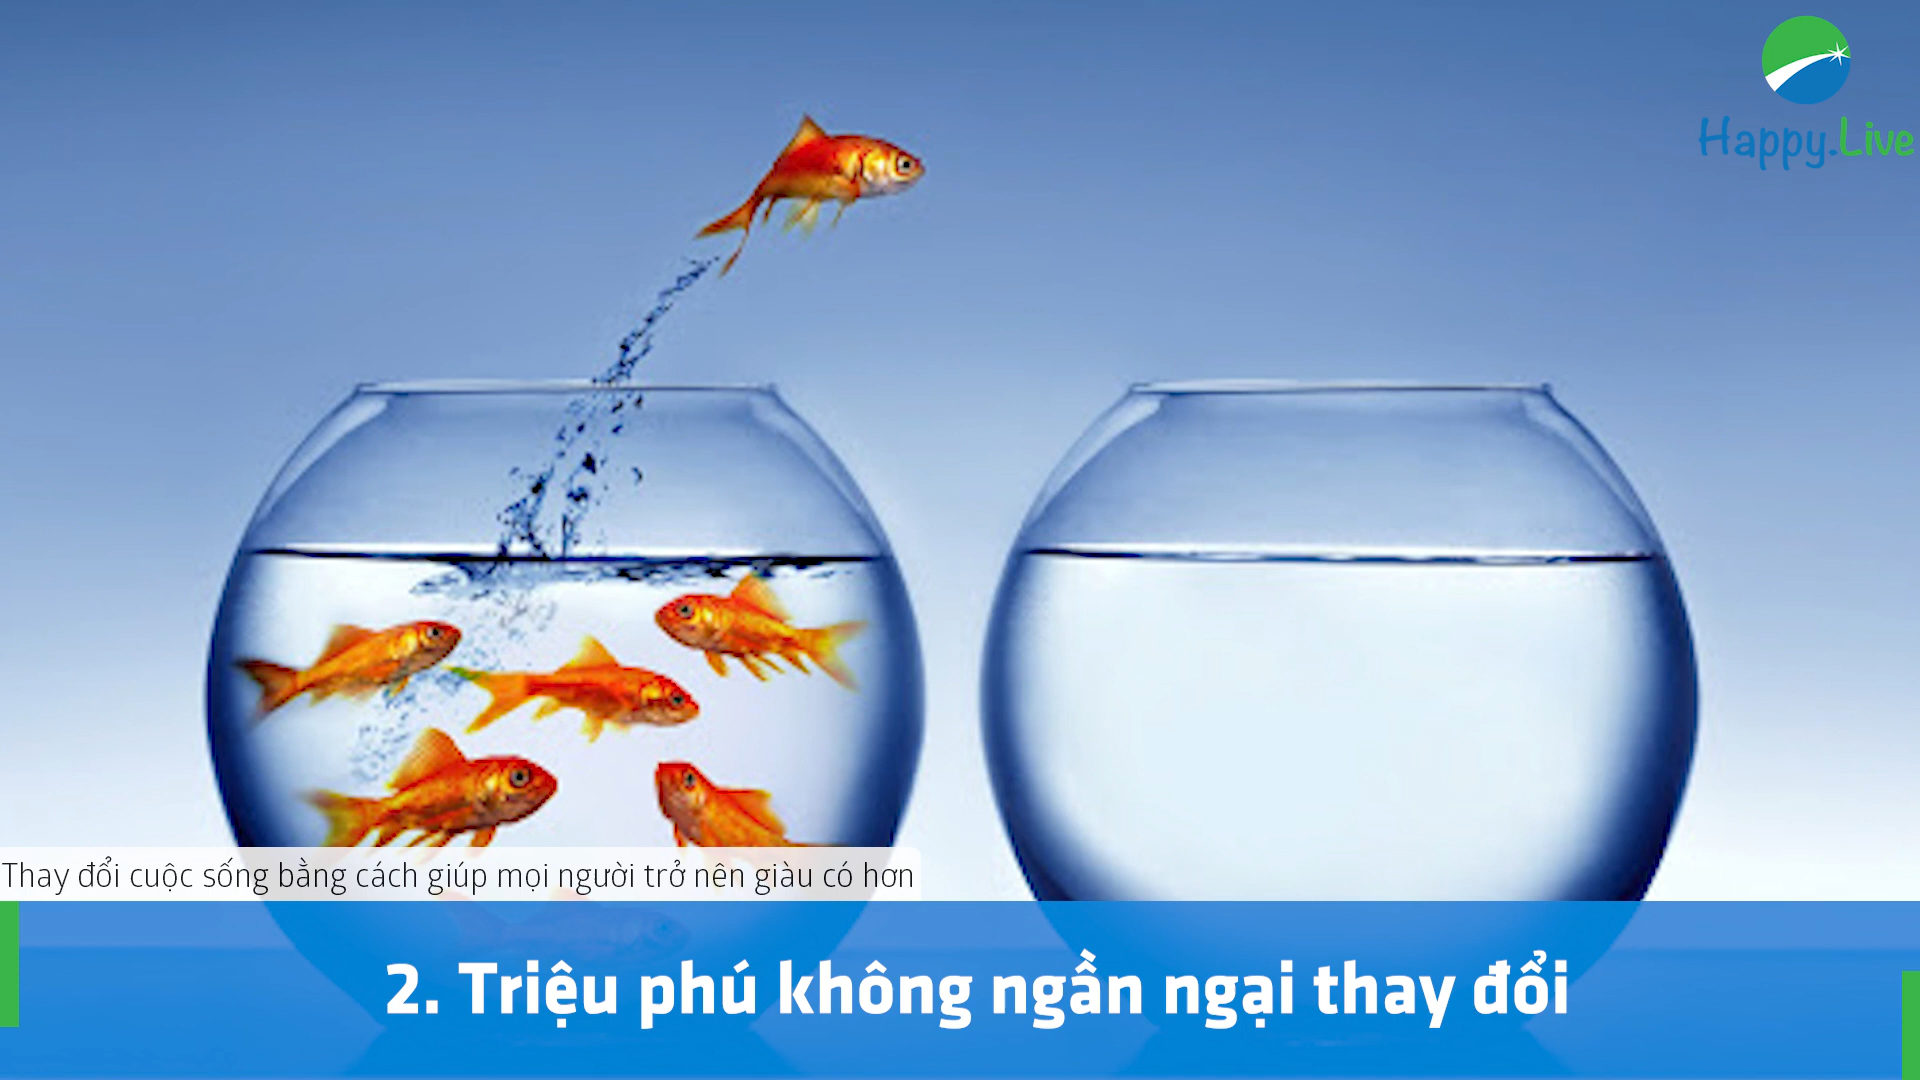 Happy.Live
Thay đổi cuộc sống bằng cách giúp mọi người trở nên giàu có hơn
2. Triệu phú không ngần ngại thay đổi